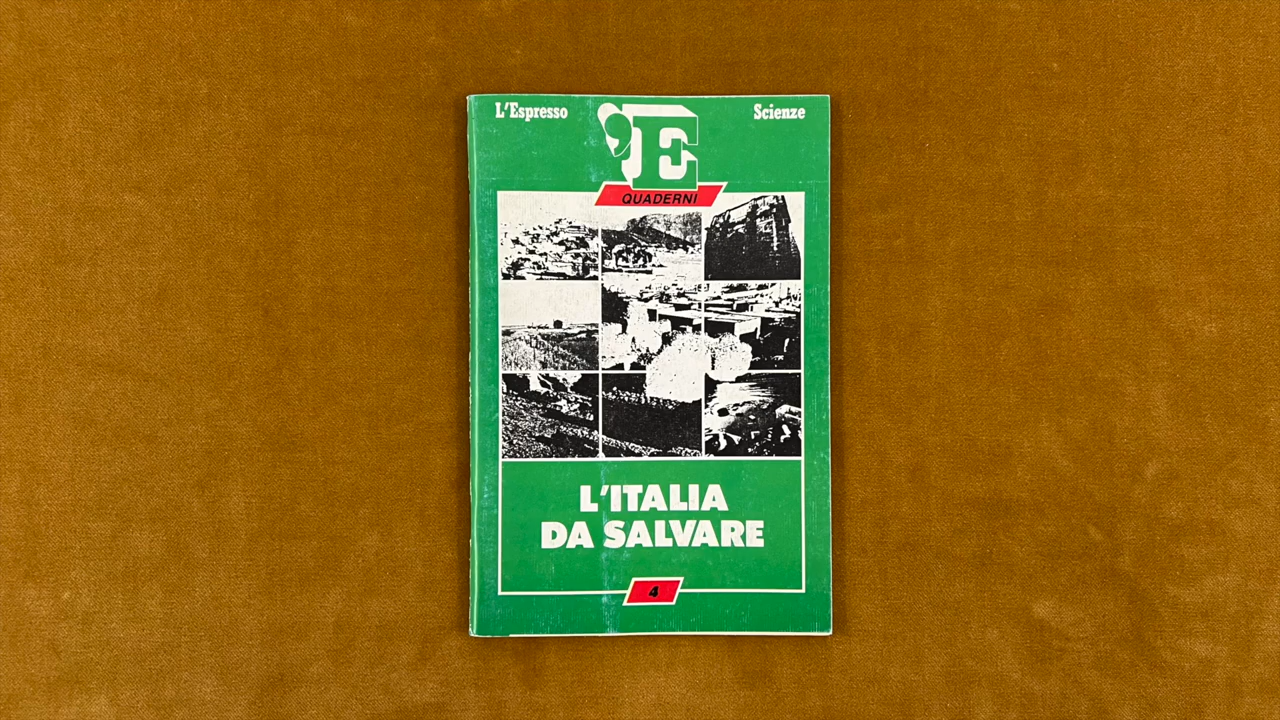 L'Espresso
'E
Scienze
QUADERNI
L'ITALIA
DA SALVARE
4